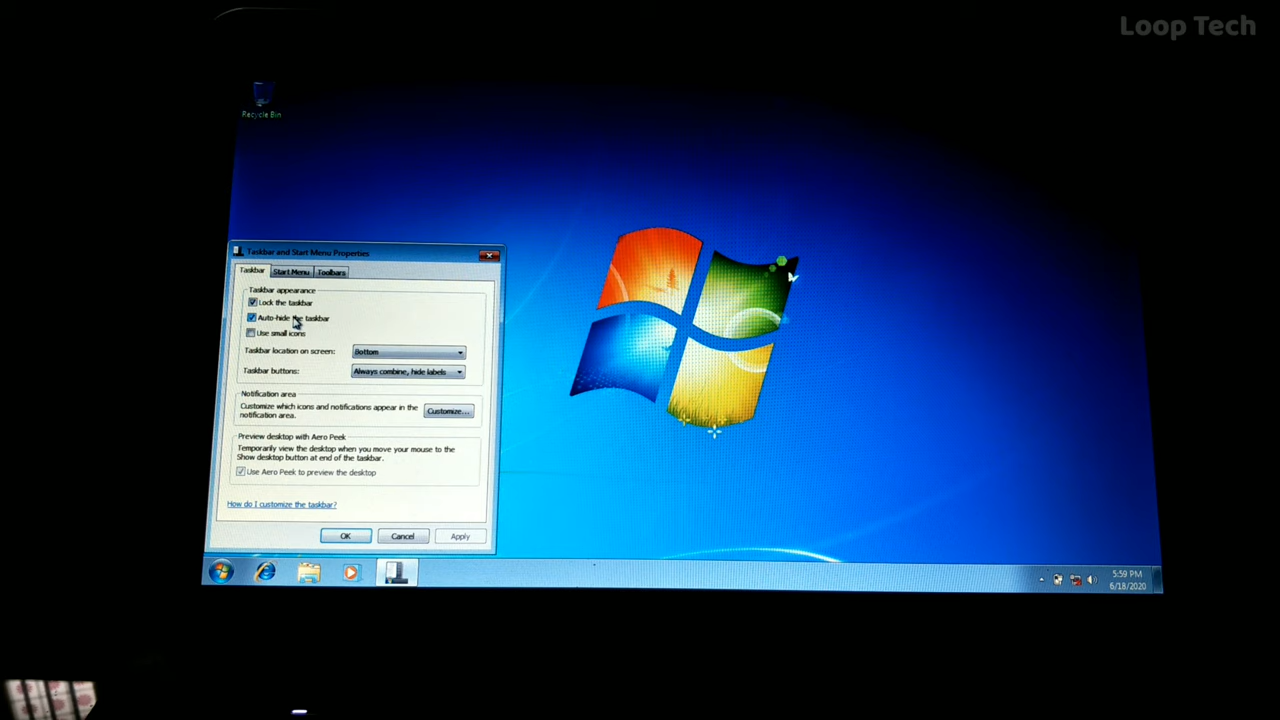 Loop Tech
Recycle Bin
Taskbar and Start Menu Properties
Taskbar Start Menu Toolbars
Taskbar appearance
Lock the taskbar
Auto-hide the taskbar
Use small icons
Taskbar location on screen: Bottom
Taskbar buttons: Always combine, hide labels
Notification area
Customize which icons and notifications appear in the
notification area.
Customize...
Preview desktop with Aero Peek
Temporarily view the desktop when you move your mouse to the
Show desktop button at end of the taskbar.
Use Aero Peek to preview the desktop
How do I customize the taskbar?
OK Cancel Apply
5:59 PM
6/18/2020